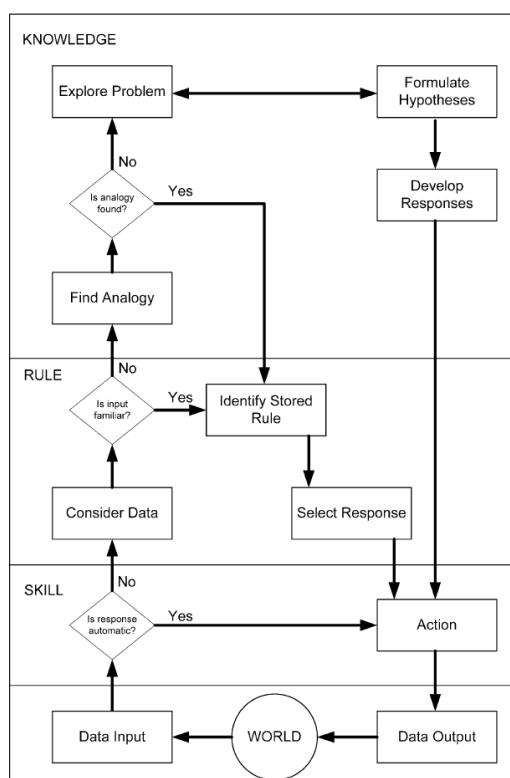 KNOWLEDGE
Explore Problem
Formulate
Hypotheses
No
Is analogy
found?
Yes
Develop
Responses
Find Analogy
RULE
No
Is input
familiar?
Yes
Identify Stored
Rule
Consider Data
Select Response
SKILL
No
Is response
automatic?
Yes
Action
Data Input
WORLD
Data Output